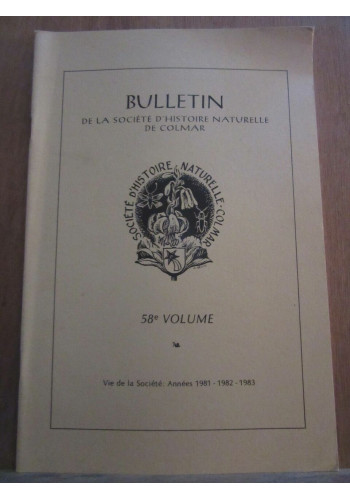 BULLETIN
DE LA SOCIÉTÉ D'HISTOIRE NATURELLE
DE COLMAR
SOCIÉTÉ D'HISTOIRE NATURELLE·COLMAR
58e VOLUME
Vie de la Société: Années 1981 - 1982 - 1983